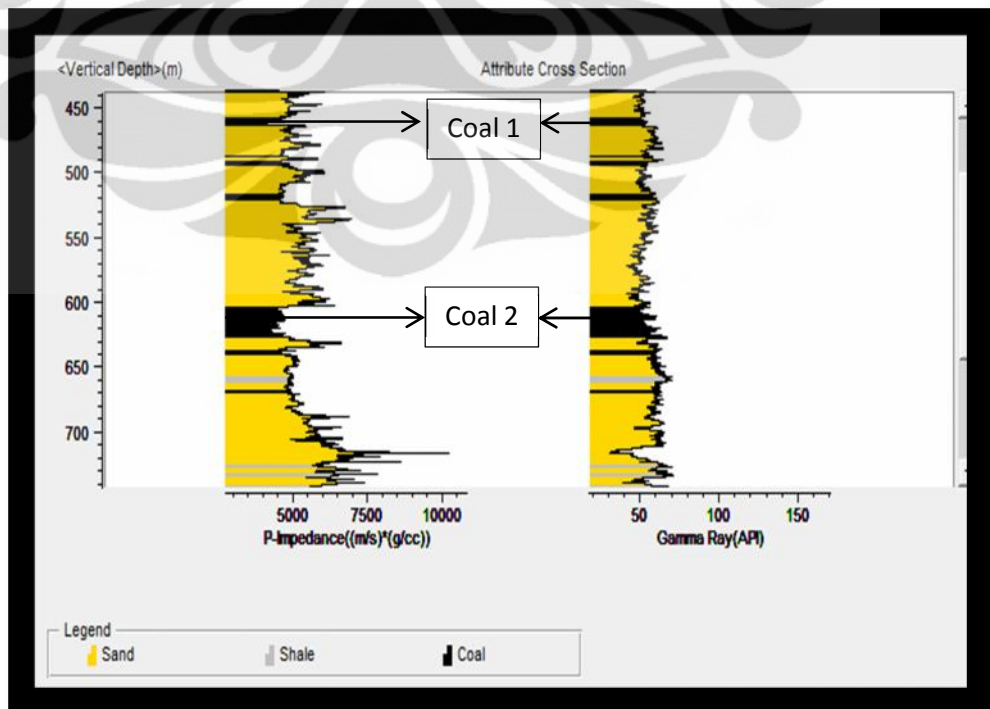 <Vertical Depth>(m)
Attribute Cross Section
450
500
550
600
650
700
Coal 1
Coal 2
5000 7500 10000
P-Impedance((m/s)*(g/cc))
50 100 150
Gamma Ray(API)
Legend
Sand Shale Coal